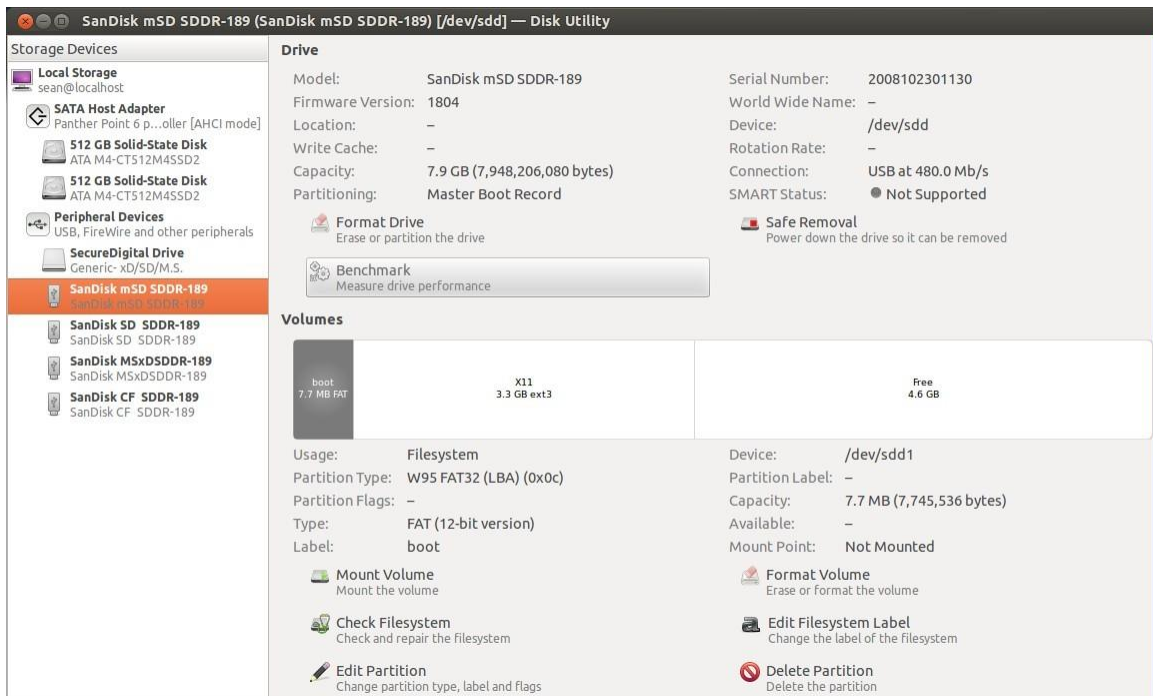 SanDisk mSD SDDR-189 (SanDisk mSD SDDR-189) [/dev/sdd] — Disk Utility
Storage Devices
Local Storage
sean@localhost
SATA Host Adapter
Panther Point 6 p...oller [AHCI mode]
512 GB Solid-State Disk
ATA M4-CT512M4SSD2
512 GB Solid-State Disk
ATA M4-CT512M4SSD2
Peripheral Devices
USB, FireWire and other peripherals
SecureDigital Drive
Generic- xD/SD/M.S.
SanDisk mSD SDDR-189
SanDisk mSD SDDR-189
SanDisk SD  SDDR-189
SanDisk SD  SDDR-189
SanDisk MSxDSDDR-189
SanDisk MSxDSDDR-189
SanDisk CF  SDDR-189
SanDisk CF  SDDR-189
Drive
Model: SanDisk mSD SDDR-189 Serial Number: 2008102301130
Firmware Version: 1804 World Wide Name: –
Location: – Device: /dev/sdd
Write Cache: – Rotation Rate: –
Capacity: 7.9 GB (7,948,206,080 bytes) Connection: USB at 480.0 Mb/s
Partitioning: Master Boot Record SMART Status: Not Supported
Format Drive Safe Removal
Erase or partition the drive Power down the drive so it can be removed
Benchmark
Measure drive performance
Volumes
boot X11 Free
7.7 MB FAT 3.3 GB ext3 4.6 GB
Usage: Filesystem Device: /dev/sdd1
Partition Type: W95 FAT32 (LBA) (0x0c) Partition Label: –
Partition Flags: – Capacity: 7.7 MB (7,745,536 bytes)
Type: FAT (12-bit version) Available: –
Label: boot Mount Point: Not Mounted
Mount Volume Format Volume
Mount the volume Erase or format the volume
Check Filesystem Edit Filesystem Label
Check and repair the filesystem Change the label of the filesystem
Edit Partition Delete Partition
Change partition type, label and flags Delete the partition